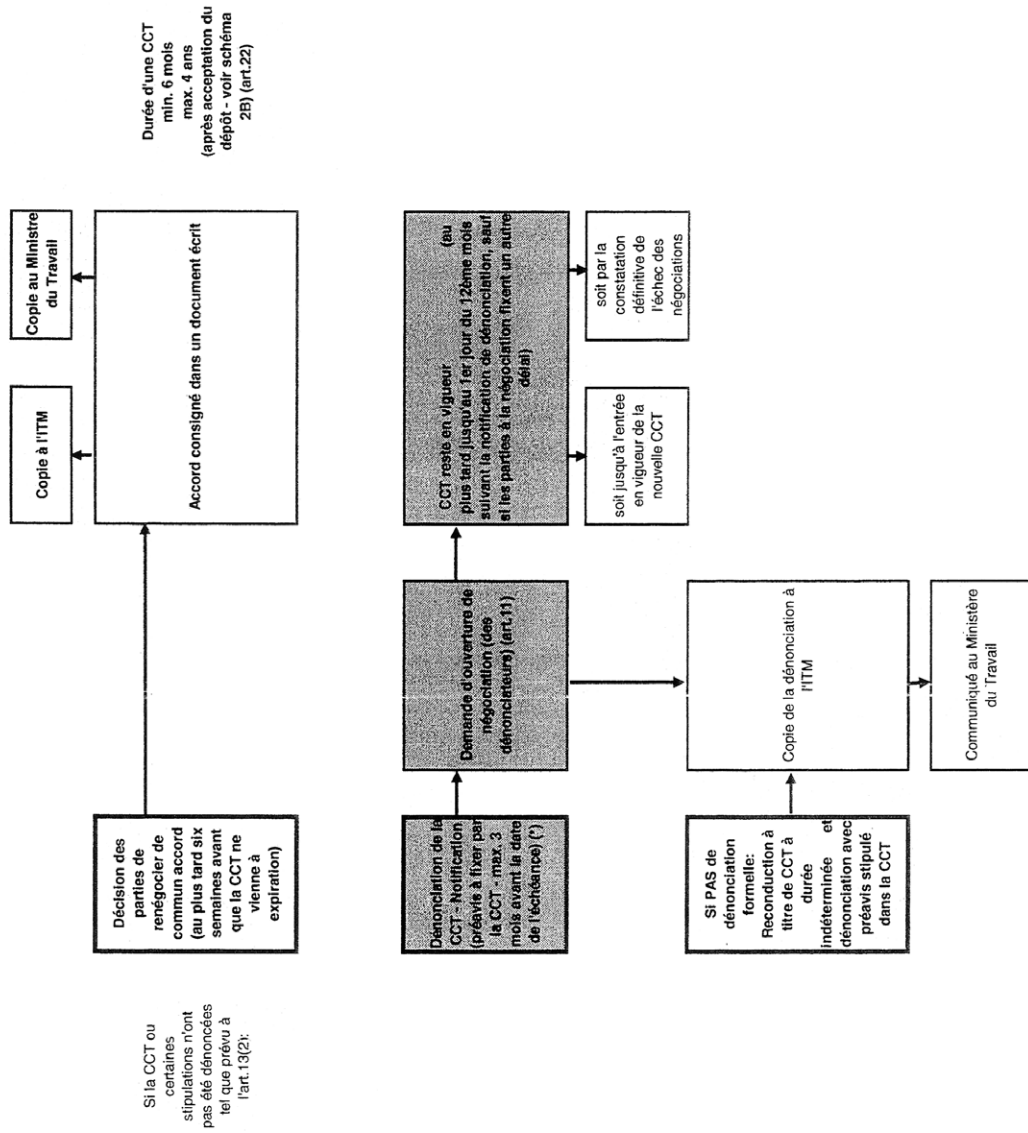 Si la CCT ou
certaines
stipulations n'ont
pas été dénoncées
tel que prévu à
l'art.13(2):
Décision des
parties de
renégocier de
commun accord
(au plus tard six
semaines avant
que la CCT ne
vienne à
expiration)
Copie à l'ITM
Copie au Ministre
du Travail
Accord consigné dans un document écrit
Durée d'une CCT
min. 6 mois
max. 4 ans
(après acceptation du
dépôt - voir schéma
2B) (art.22)
Dénonciation de la
CCT - Notification
(préavis à fixer par
la CCT - max. 3
mois avant la date
de l'échéance) (*)
Demande d'ouverture de
négociation (des
dénonciateurs) (art.11)
CCT reste en vigueur (au
plus tard jusqu'au 1er jour du 12ème mois
suivant la notification de dénonciation, sauf
si les parties à la négociation fixent un autre
délai)
soit jusqu'à l'entrée
en vigueur de la
nouvelle CCT
soit par la
constatation
définitive de
l'échec des
négociations
Si PAS de
dénonciation
formelle:
Reconduction à
titre de CCT à
durée
indéterminée et
dénonciation avec
préavis stipulé
dans la CCT
Copie de la dénonciation à
l'ITM
Communiqué au Ministère
du Travail